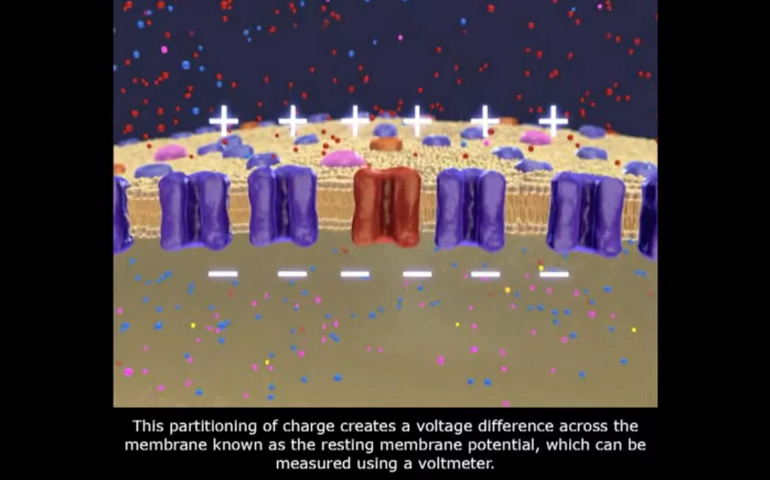 + + + + + +
− − − − − −
This partitioning of charge creates a voltage difference across the
membrane known as the resting membrane potential, which can be
measured using a voltmeter.